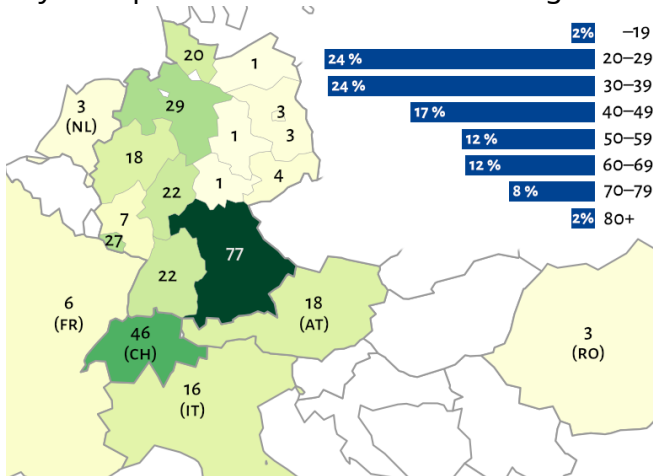 2% –19
20 1 24 % 20–29
24 % 30–39
3
(NL)
29 3 17 % 40–49
1 3
12 % 50–59
18 12 % 60–69
22 1 4 8 % 70–79
7 2% 80+
27
77
22
6
(FR)
18
(AT)
46
(CH)
3
(RO)
16
(IT)